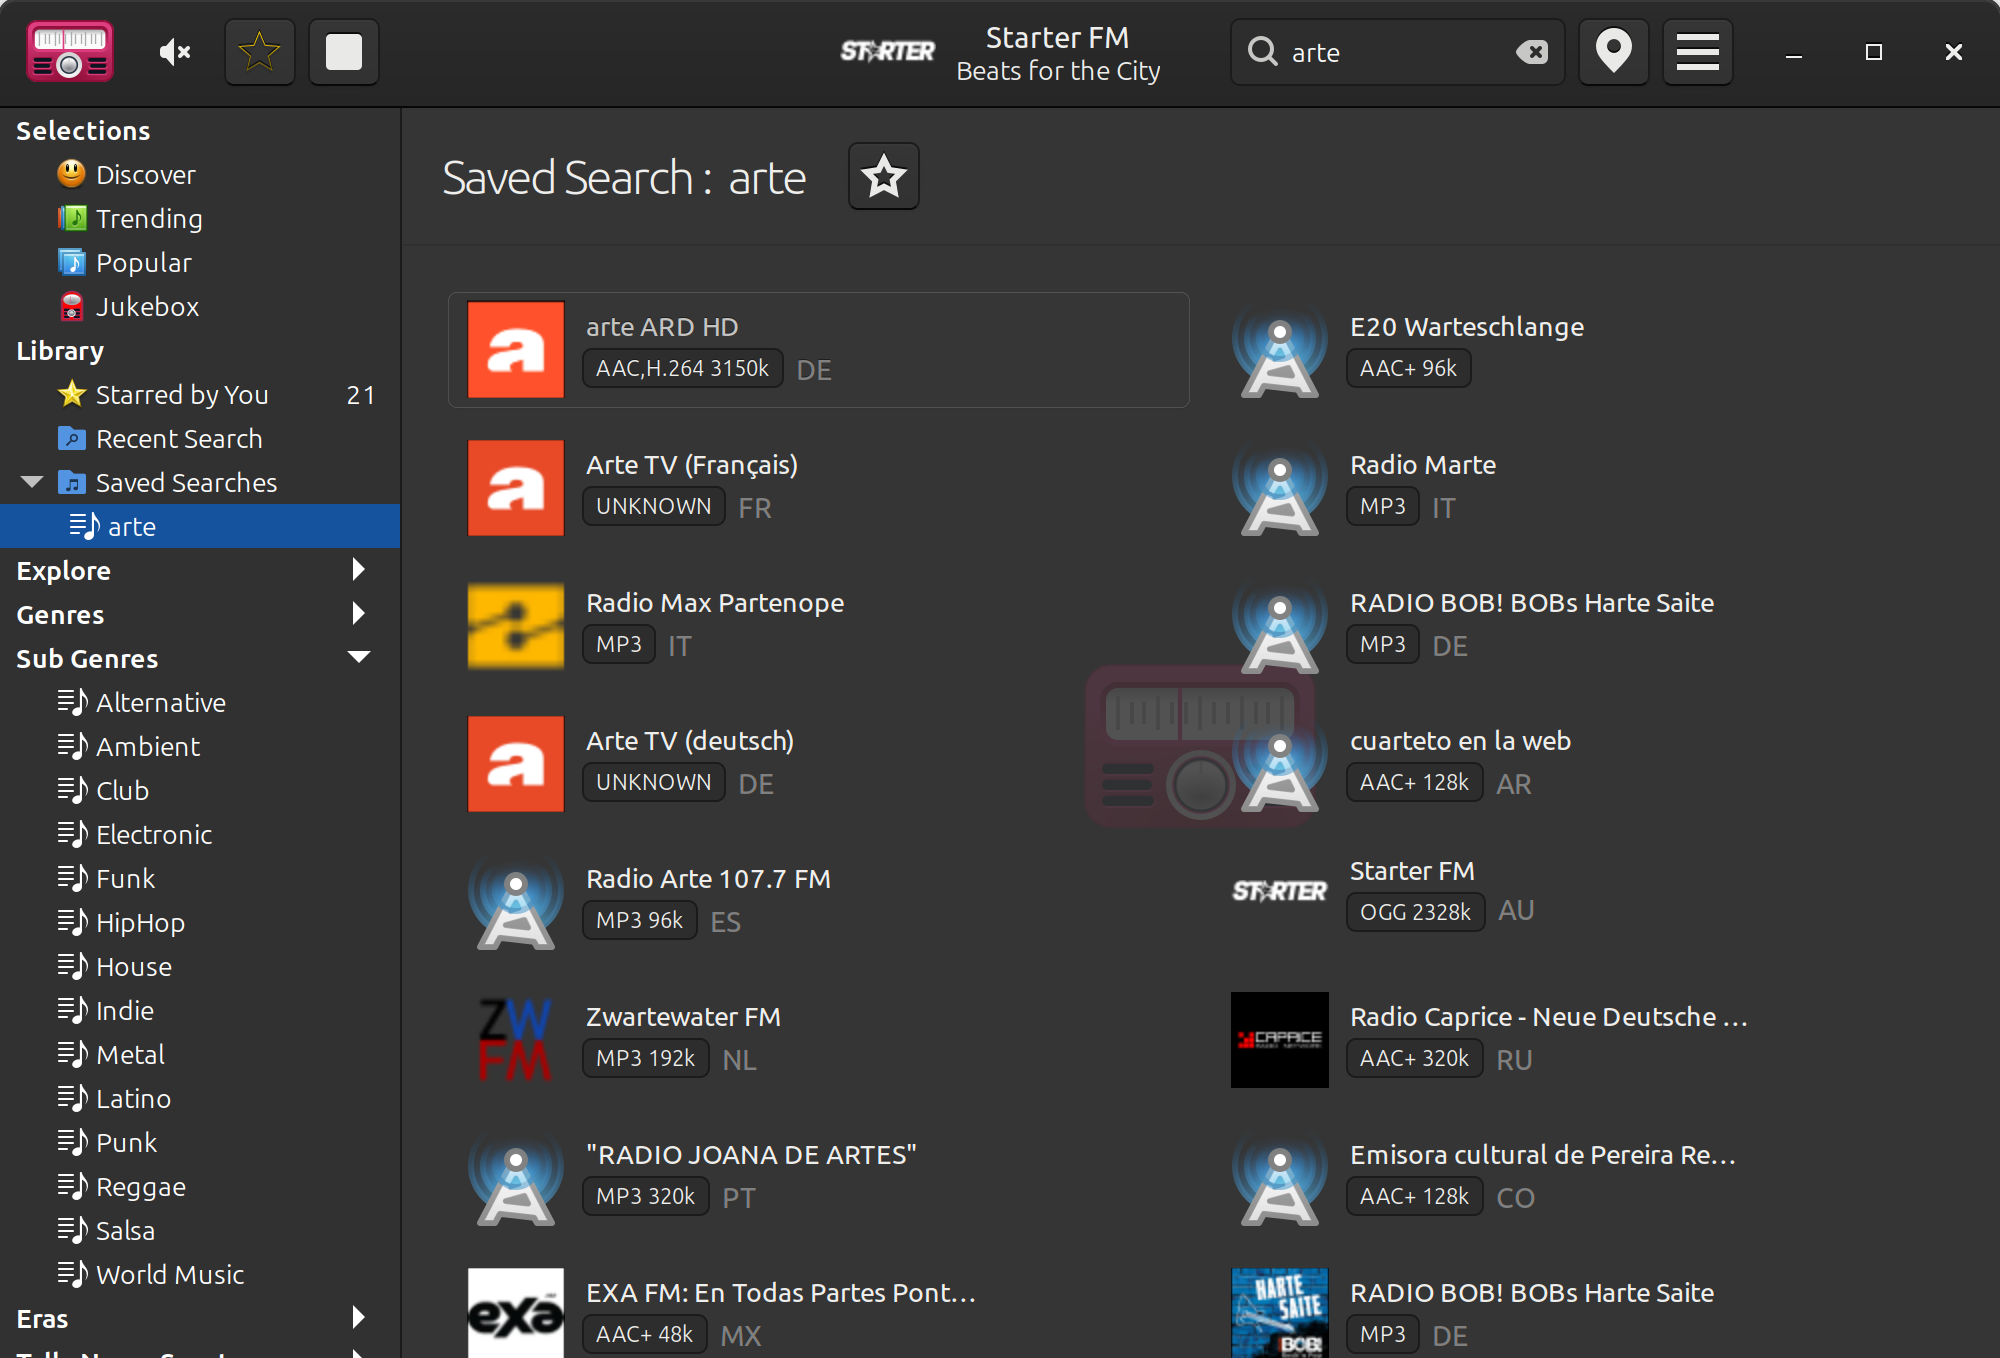 STARTER
Starter FM
Beats for the City
arte
Selections
Discover
Trending
Popular
Jukebox
Library
Starred by You 21
Recent Search
Saved Searches
arte
Explore
Genres
Sub Genres
Alternative
Ambient
Club
Electronic
Funk
HipHop
House
Indie
Metal
Latino
Punk
Reggae
Salsa
World Music
Eras
Saved Search : arte
a
arte ARD HD
AAC,H.264 3150k DE
E20 Warteschlange
AAC+ 96k
a
Arte TV (Français)
UNKNOWN FR
Radio Marte
MP3 IT
Radio Max Partenope
MP3 IT
RADIO BOB! BOBs Harte Saite
MP3 DE
a
Arte TV (deutsch)
UNKNOWN DE
cuarteto en la web
AAC+ 128k AR
Radio Arte 107.7 FM
MP3 96k ES
STARTER
Starter FM
OGG 2328k AU
ZW
FM
Zwartewater FM
MP3 192k NL
CAPRICE
Radio Caprice - Neue Deutsche ...
AAC+ 320k RU
"RADIO JOANA DE ARTES"
MP3 320k PT
Emisora cultural de Pereira Re...
AAC+ 128k CO
exa
EXA FM: En Todas Partes Pont...
AAC+ 48k MX
HARTE
SAITE
BOB!
RADIO BOB! BOBs Harte Saite
MP3 DE